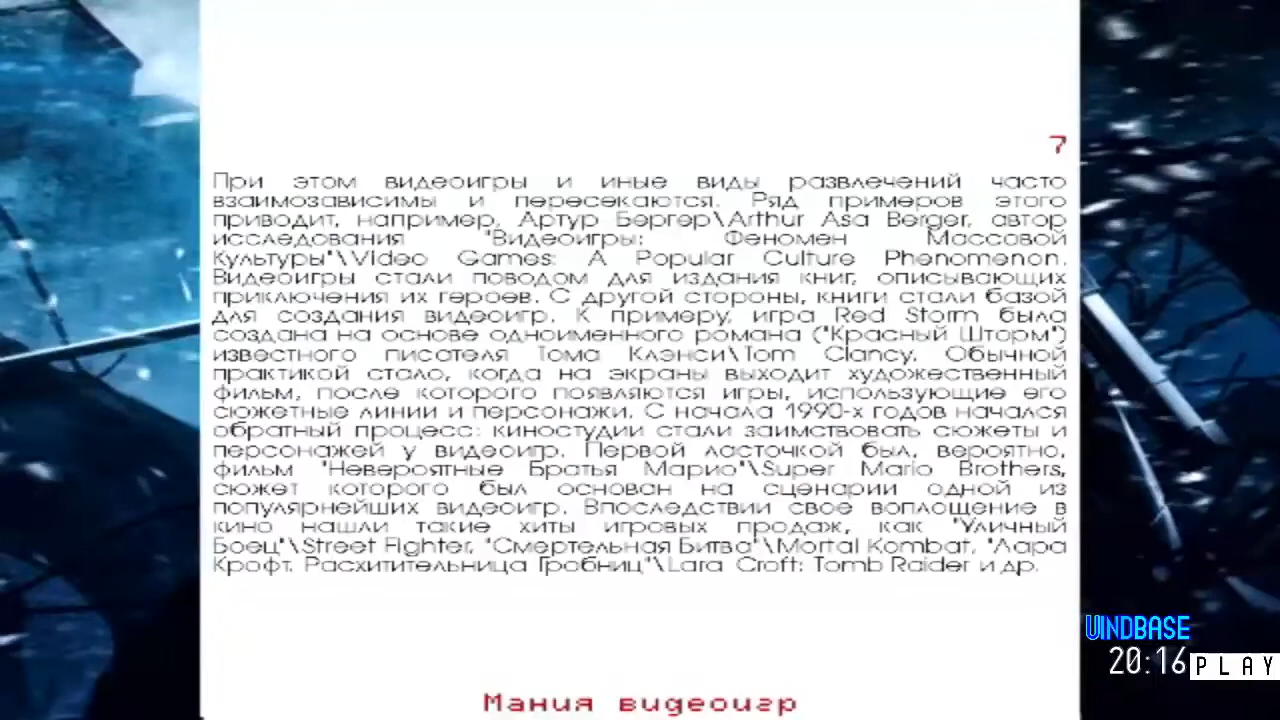 7
При этом видеоигры и иные виды развлечений часто
взаимозависимы и пересекаются. Ряд примеров этого
приводит, например, Артур Бергер\Arthur Asa Berger, автор
исследования "Видеоигры: Феномен Массовой
Культуры"\Video Games: A Popular Culture Phenomenon.
Видеоигры стали поводом для издания книг, описывающих
приключения их героев. С другой стороны, книги стали базой
для создания видеоигр. К примеру, игра Red Storm была
создана на основе одноименного романа ("Красный Шторм")
известного писателя Тома Клэнси\Tom Clancy. Обычной
практикой стало, когда на экраны выходит художественный
фильм, после которого появляются игры, использующие его
сюжетные линии и персонажи. С начала 1990-х годов начался
обратный процесс: киностудии стали заимствовать сюжеты и
персонажей у видеоигр. Первой ласточкой был, вероятно,
фильм "Невероятные Братья Марио"\Super Mario Brothers,
сюжет которого был основан на сценарии одной из
популярнейших видеоигр. Впоследствии свое воплощение в
кино нашли такие хиты игровых продаж, как "Уличный
Боец"\Street Fighter, "Смертельная Битва"\Mortal Kombat, "Лара
Крофт. Расхитительница Гробниц"\Lara Croft: Tomb Raider и др.
UINDBASE
20:16 PLAY
Мания видеоигр